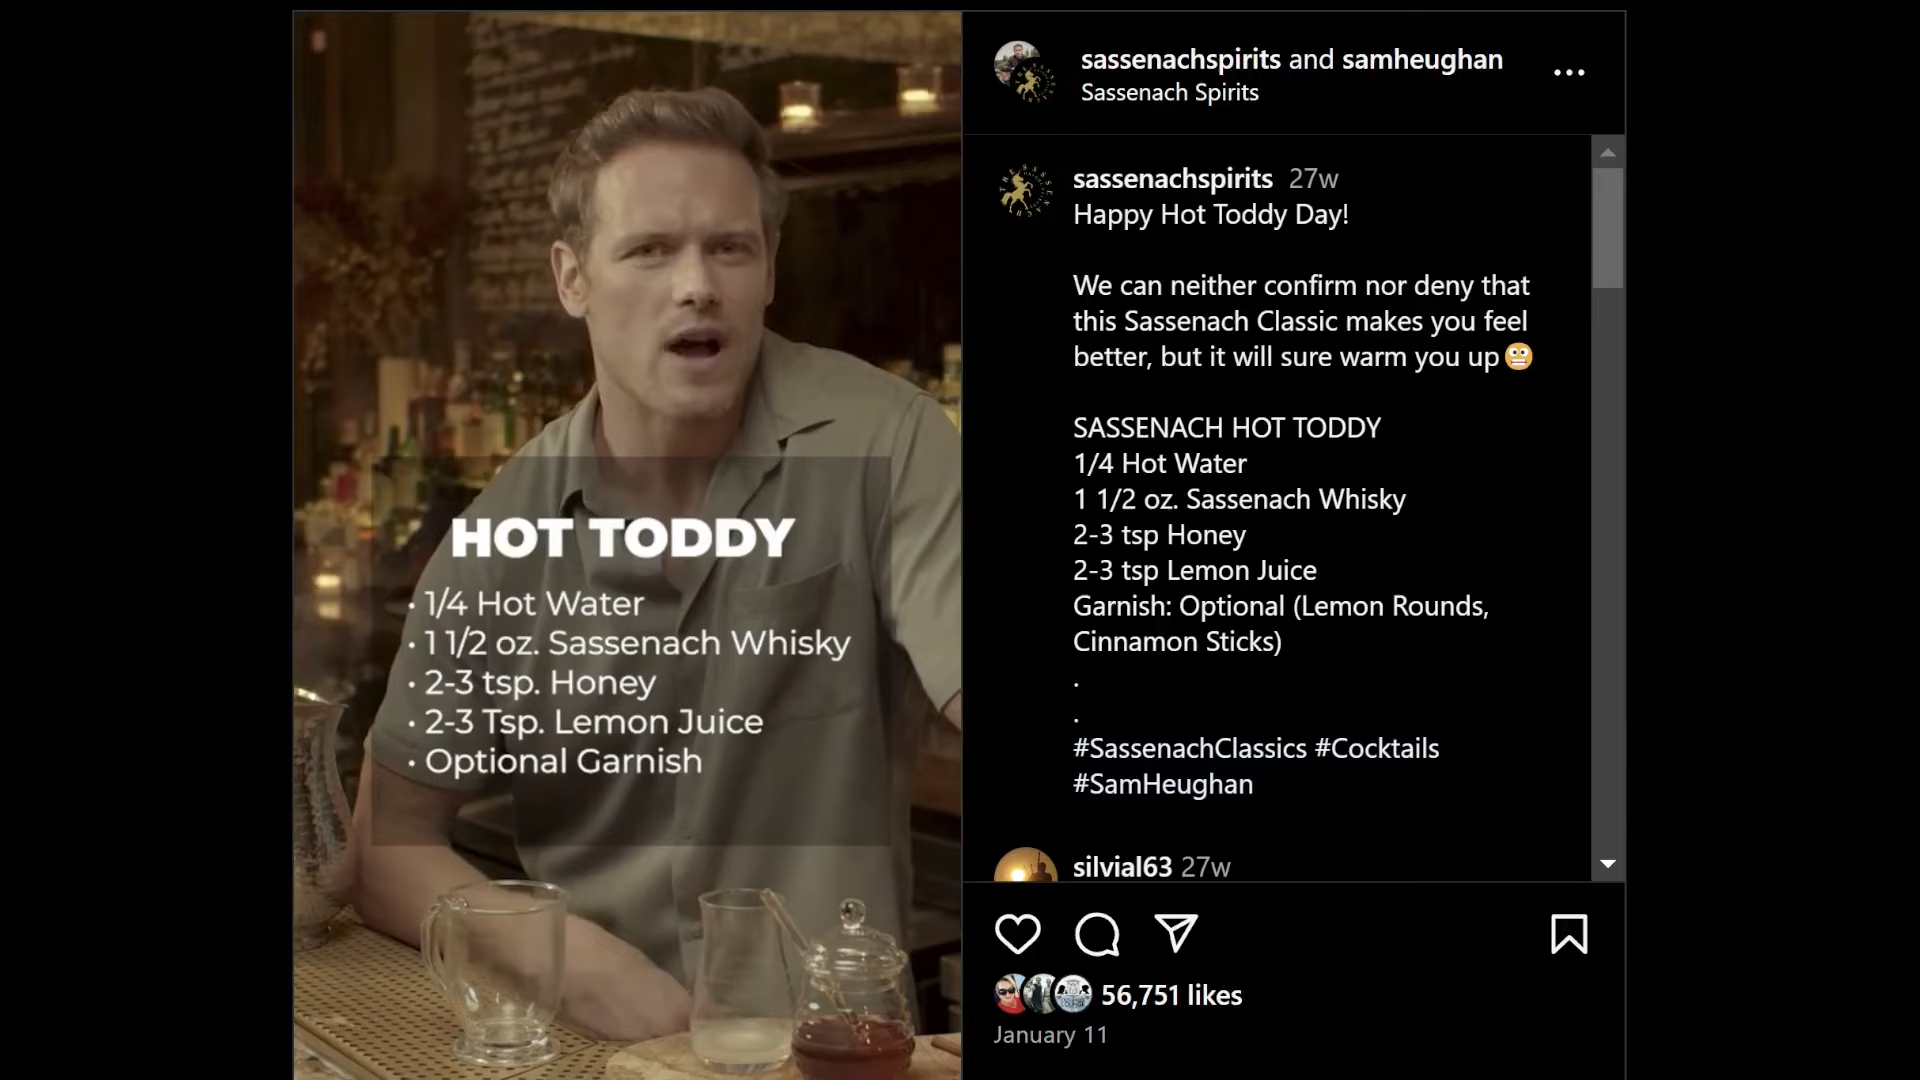 HOT TODDY
• 1/4 Hot Water
• 1 1/2 oz. Sassenach Whisky
• 2-3 tsp. Honey
• 2-3 Tsp. Lemon Juice
• Optional Garnish
sassenachspirits and samheughan
Sassenach Spirits
sassenachspirits 27w
Happy Hot Toddy Day!
We can neither confirm nor deny that
this Sassenach Classic makes you feel
better, but it will sure warm you up😬
SASSENACH HOT TODDY
1/4 Hot Water
1 1/2 oz. Sassenach Whisky
2-3 tsp Honey
2-3 tsp Lemon Juice
Garnish: Optional (Lemon Rounds,
Cinnamon Sticks)
.
.
#SassenachClassics #Cocktails
#SamHeughan
silvial63 27w
56,751 likes
January 11